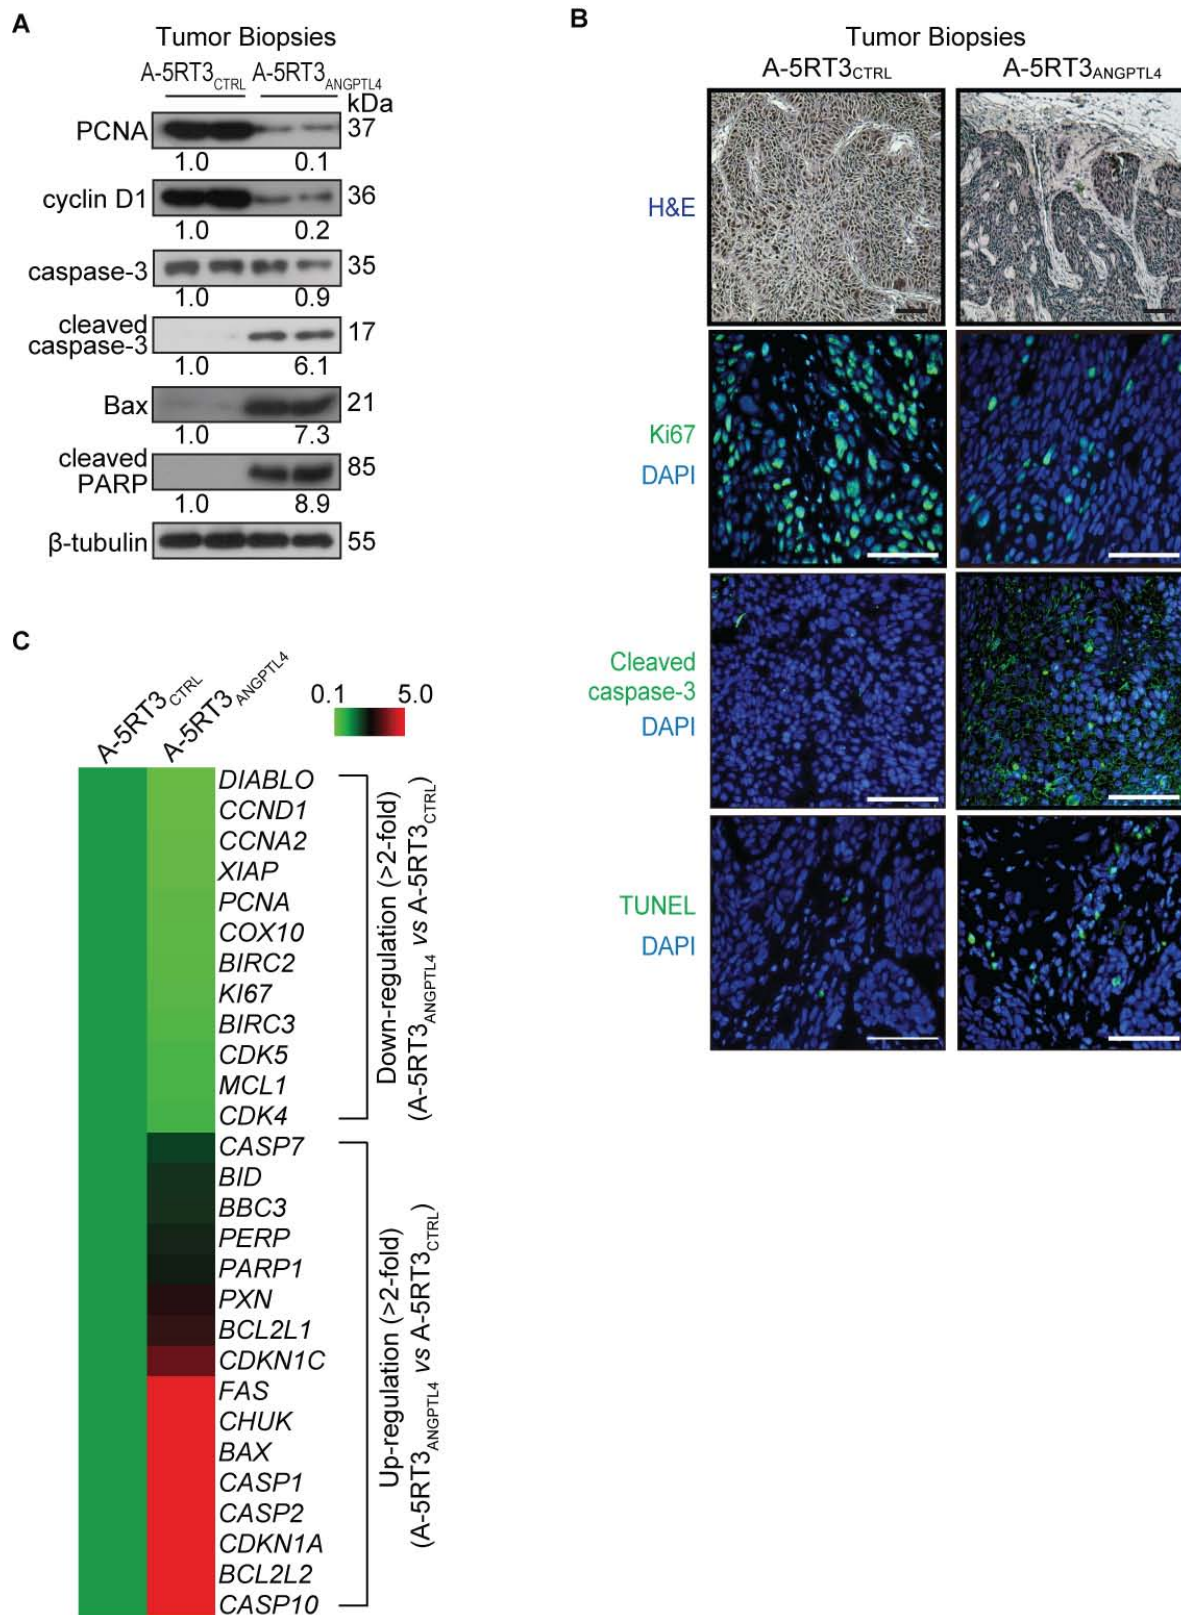 A
Tumor Biopsies
A-5RT3CTRL A-5RT3ANGPTL4
kDa
PCNA 37
1.0 0.1
cyclin D1 36
1.0 0.2
caspase-3 35
1.0 0.9
cleaved
caspase-3 17
1.0 6.1
Bax 21
1.0 7.3
cleaved
PARP 85
1.0 8.9
β-tubulin 55
B
Tumor Biopsies
A-5RT3CTRL A-5RT3ANGPTL4
H&E
Ki67
DAPI
Cleaved
caspase-3
DAPI
TUNEL
DAPI
C
A-5RT3CTRL
A-5RT3ANGPTL4
0.1 5.0
DIABLO
CCND1
CCNA2
XIAP
PCNA
COX10
BIRC2
KI67
BIRC3
CDK5
MCL1
CDK4
Down-regulation (>2-fold)
(A-5RT3ANGPTL4 vs A-5RT3CTRL)
CASP7
BID
BBC3
PERP
PARP1
PXN
BCL2L1
CDKN1C
FAS
CHUK
BAX
CASP1
CASP2
CDKN1A
BCL2L2
CASP10
Up-regulation (>2-fold)
(A-5RT3ANGPTL4 vs A-5RT3CTRL)